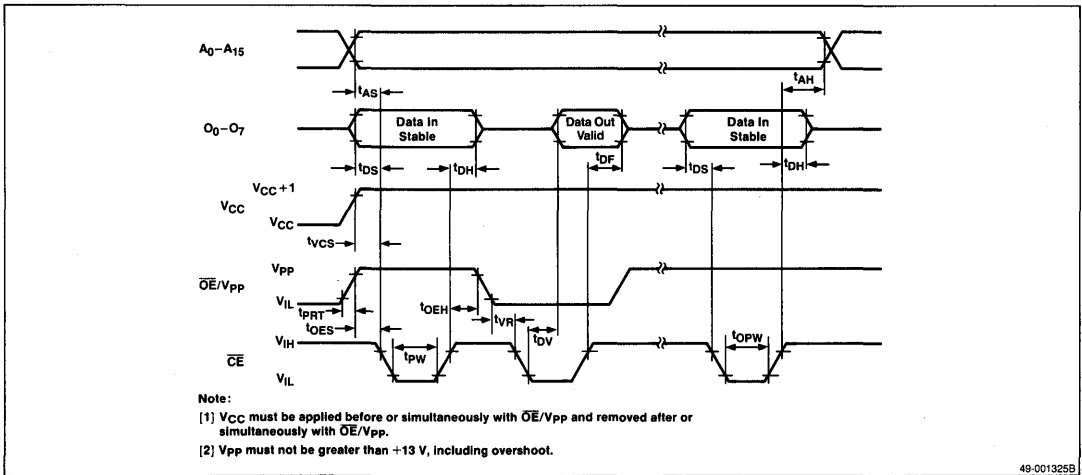 A0–A15
tAH
tAS
O0–O7
Data In
Stable
Data Out
Valid
Data In
Stable
tDS
tDH
tDF
tDS
tDH
VCC
VCC+1
VCC
tVCS
OE/VPP
VPP
VIL
tPRT
tOES
tOEH
tVR
tDV
CE
VIH
VIL
tPW
tOPW
Note:
[1] VCC must be applied before or simultaneously with OE/VPP and removed after or
simultaneously with OE/VPP.
[2] VPP must not be greater than +13 V, including overshoot.
49-001325B